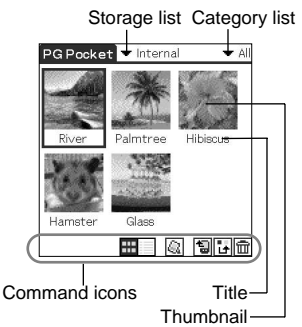 Storage list Category list
PG Pocket Internal All
River Palmtree Hibiscus
Hamster Glass
Command icons Title
Thumbnail